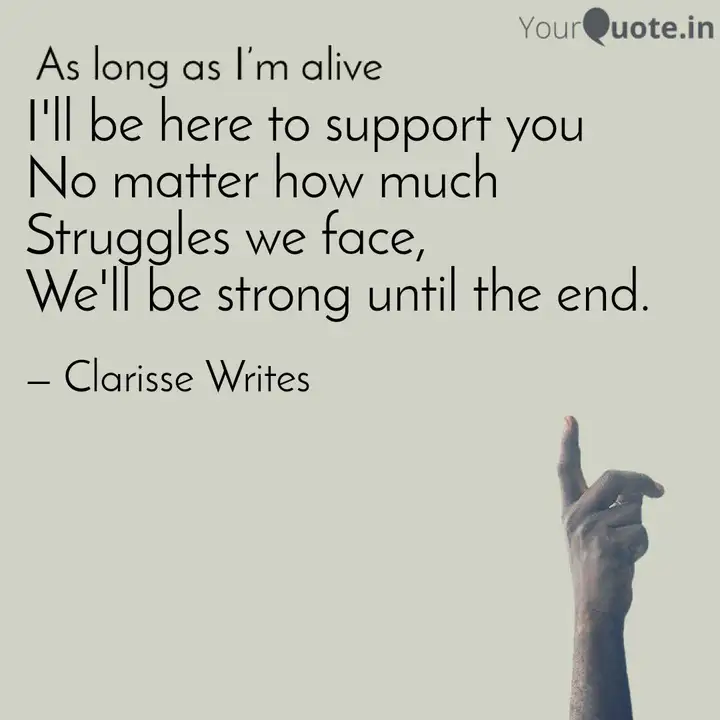 YourQuote.in
As long as I’m alive
I'll be here to support you
No matter how much
Struggles we face,
We'll be strong until the end.
– Clarisse Writes